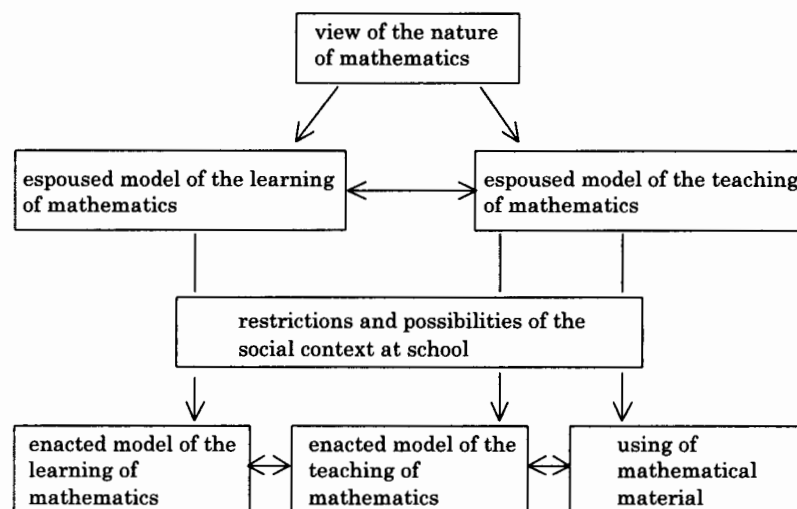 view of the nature
of mathematics
espoused model of the learning
of mathematics
espoused model of the teaching
of mathematics
restrictions and possibilities of the
social context at school
enacted model of the
learning of
mathematics
enacted model of the
teaching of
mathematics
using of
mathematical
material